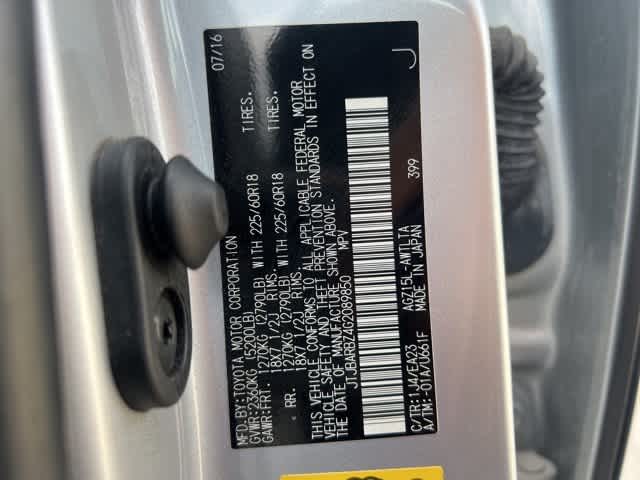 MFD.BY:TOYOTA MOTOR CORPORATION 07/16
GVWR:2360KG (5200LB)
GAWR:FRT. 1270KG (2790LB) WITH 225/60R18 TIRES.
18X7 1/2J RIMS.
RR. 1270KG (2790LB) WITH 225/60R18 TIRES.
18X7 1/2J RIMS.
THIS VEHICLE CONFORMS TO ALL APPLICABLE FEDERAL MOTOR
VEHICLE SAFETY AND THEFT PREVENTION STANDARDS IN EFFECT ON
THE DATE OF MANUFACTURE SHOWN ABOVE.
JTJBARBZ4G2089850 MPV
J
C/TR:1J4/EA23 AGZ15L-AWTLTA
A/TM:-01A/U661F MADE IN JAPAN 399